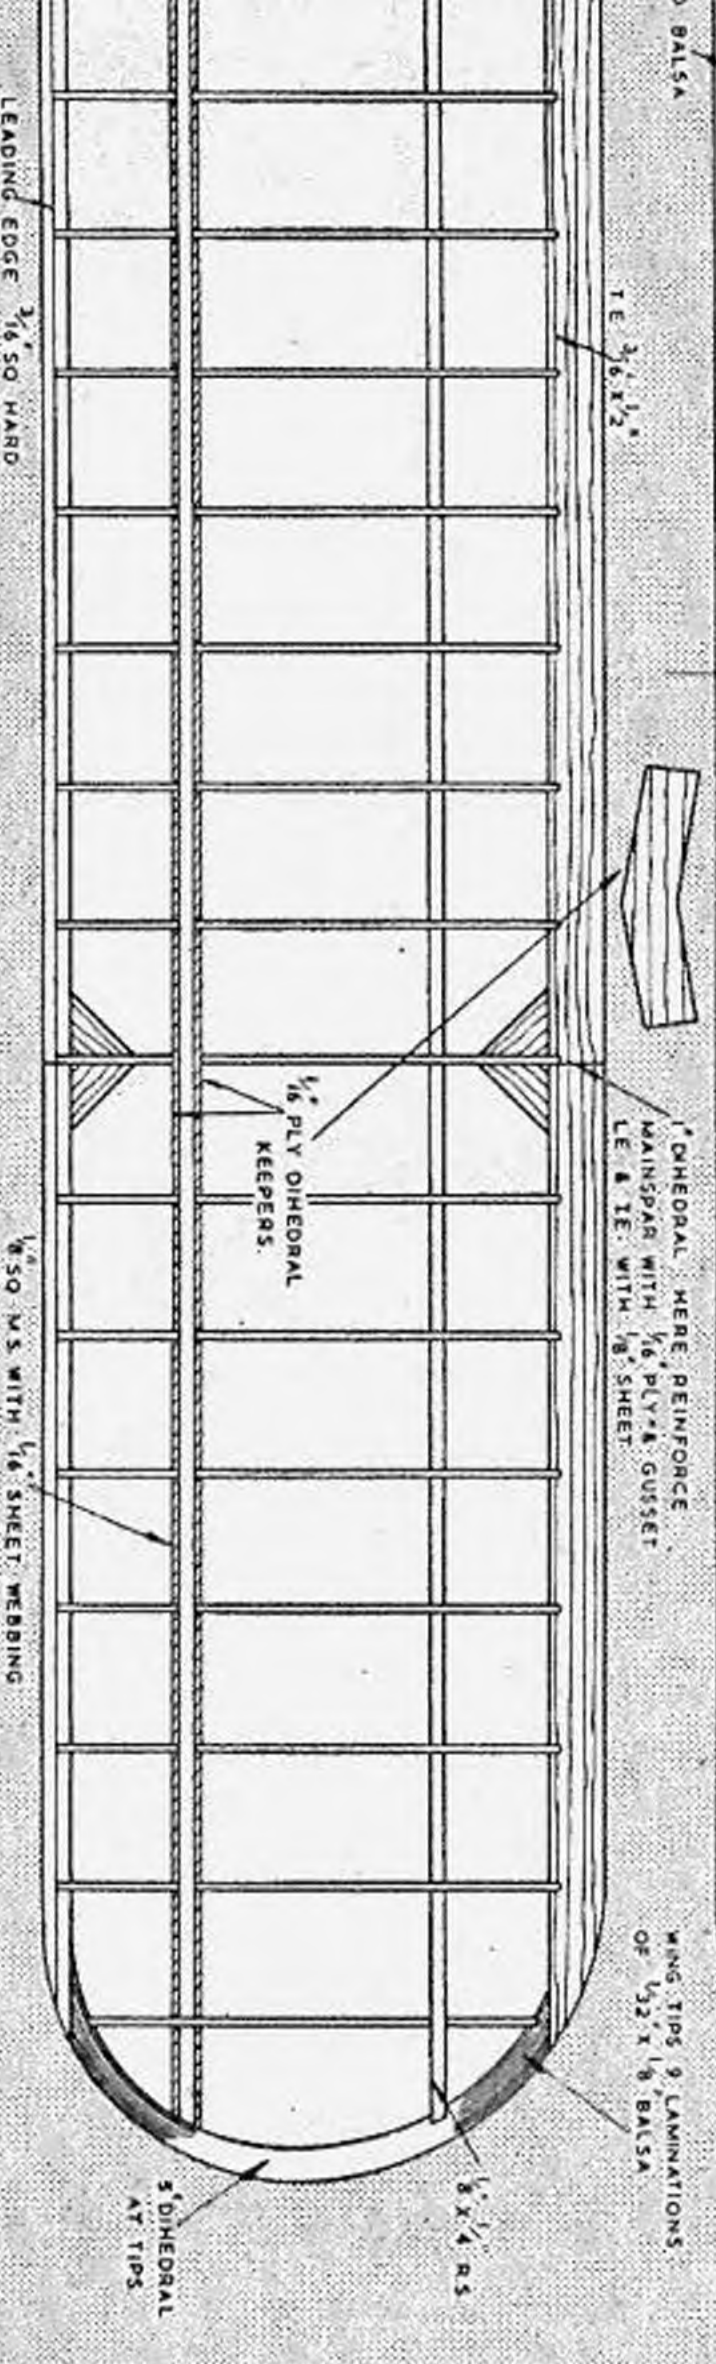 BALSA
LEADING EDGE 3/16" SQ HARD
T.E. 3/16" x 1/2"
1" DIHEDRAL HERE REINFORCE
MAINSPAR WITH 1/16" PLY & GUSSET
LE & TE. WITH 1/8" SHEET
1/16" PLY DIHEDRAL
KEEPERS.
1/8" SQ M.S. WITH 1/16" SHEET WEBBING
WING TIPS 9 LAMINATIONS
OF 1/32" x 1/8" BALSA
1/8" x 1/4" R.S.
5" DIHEDRAL
AT TIPS